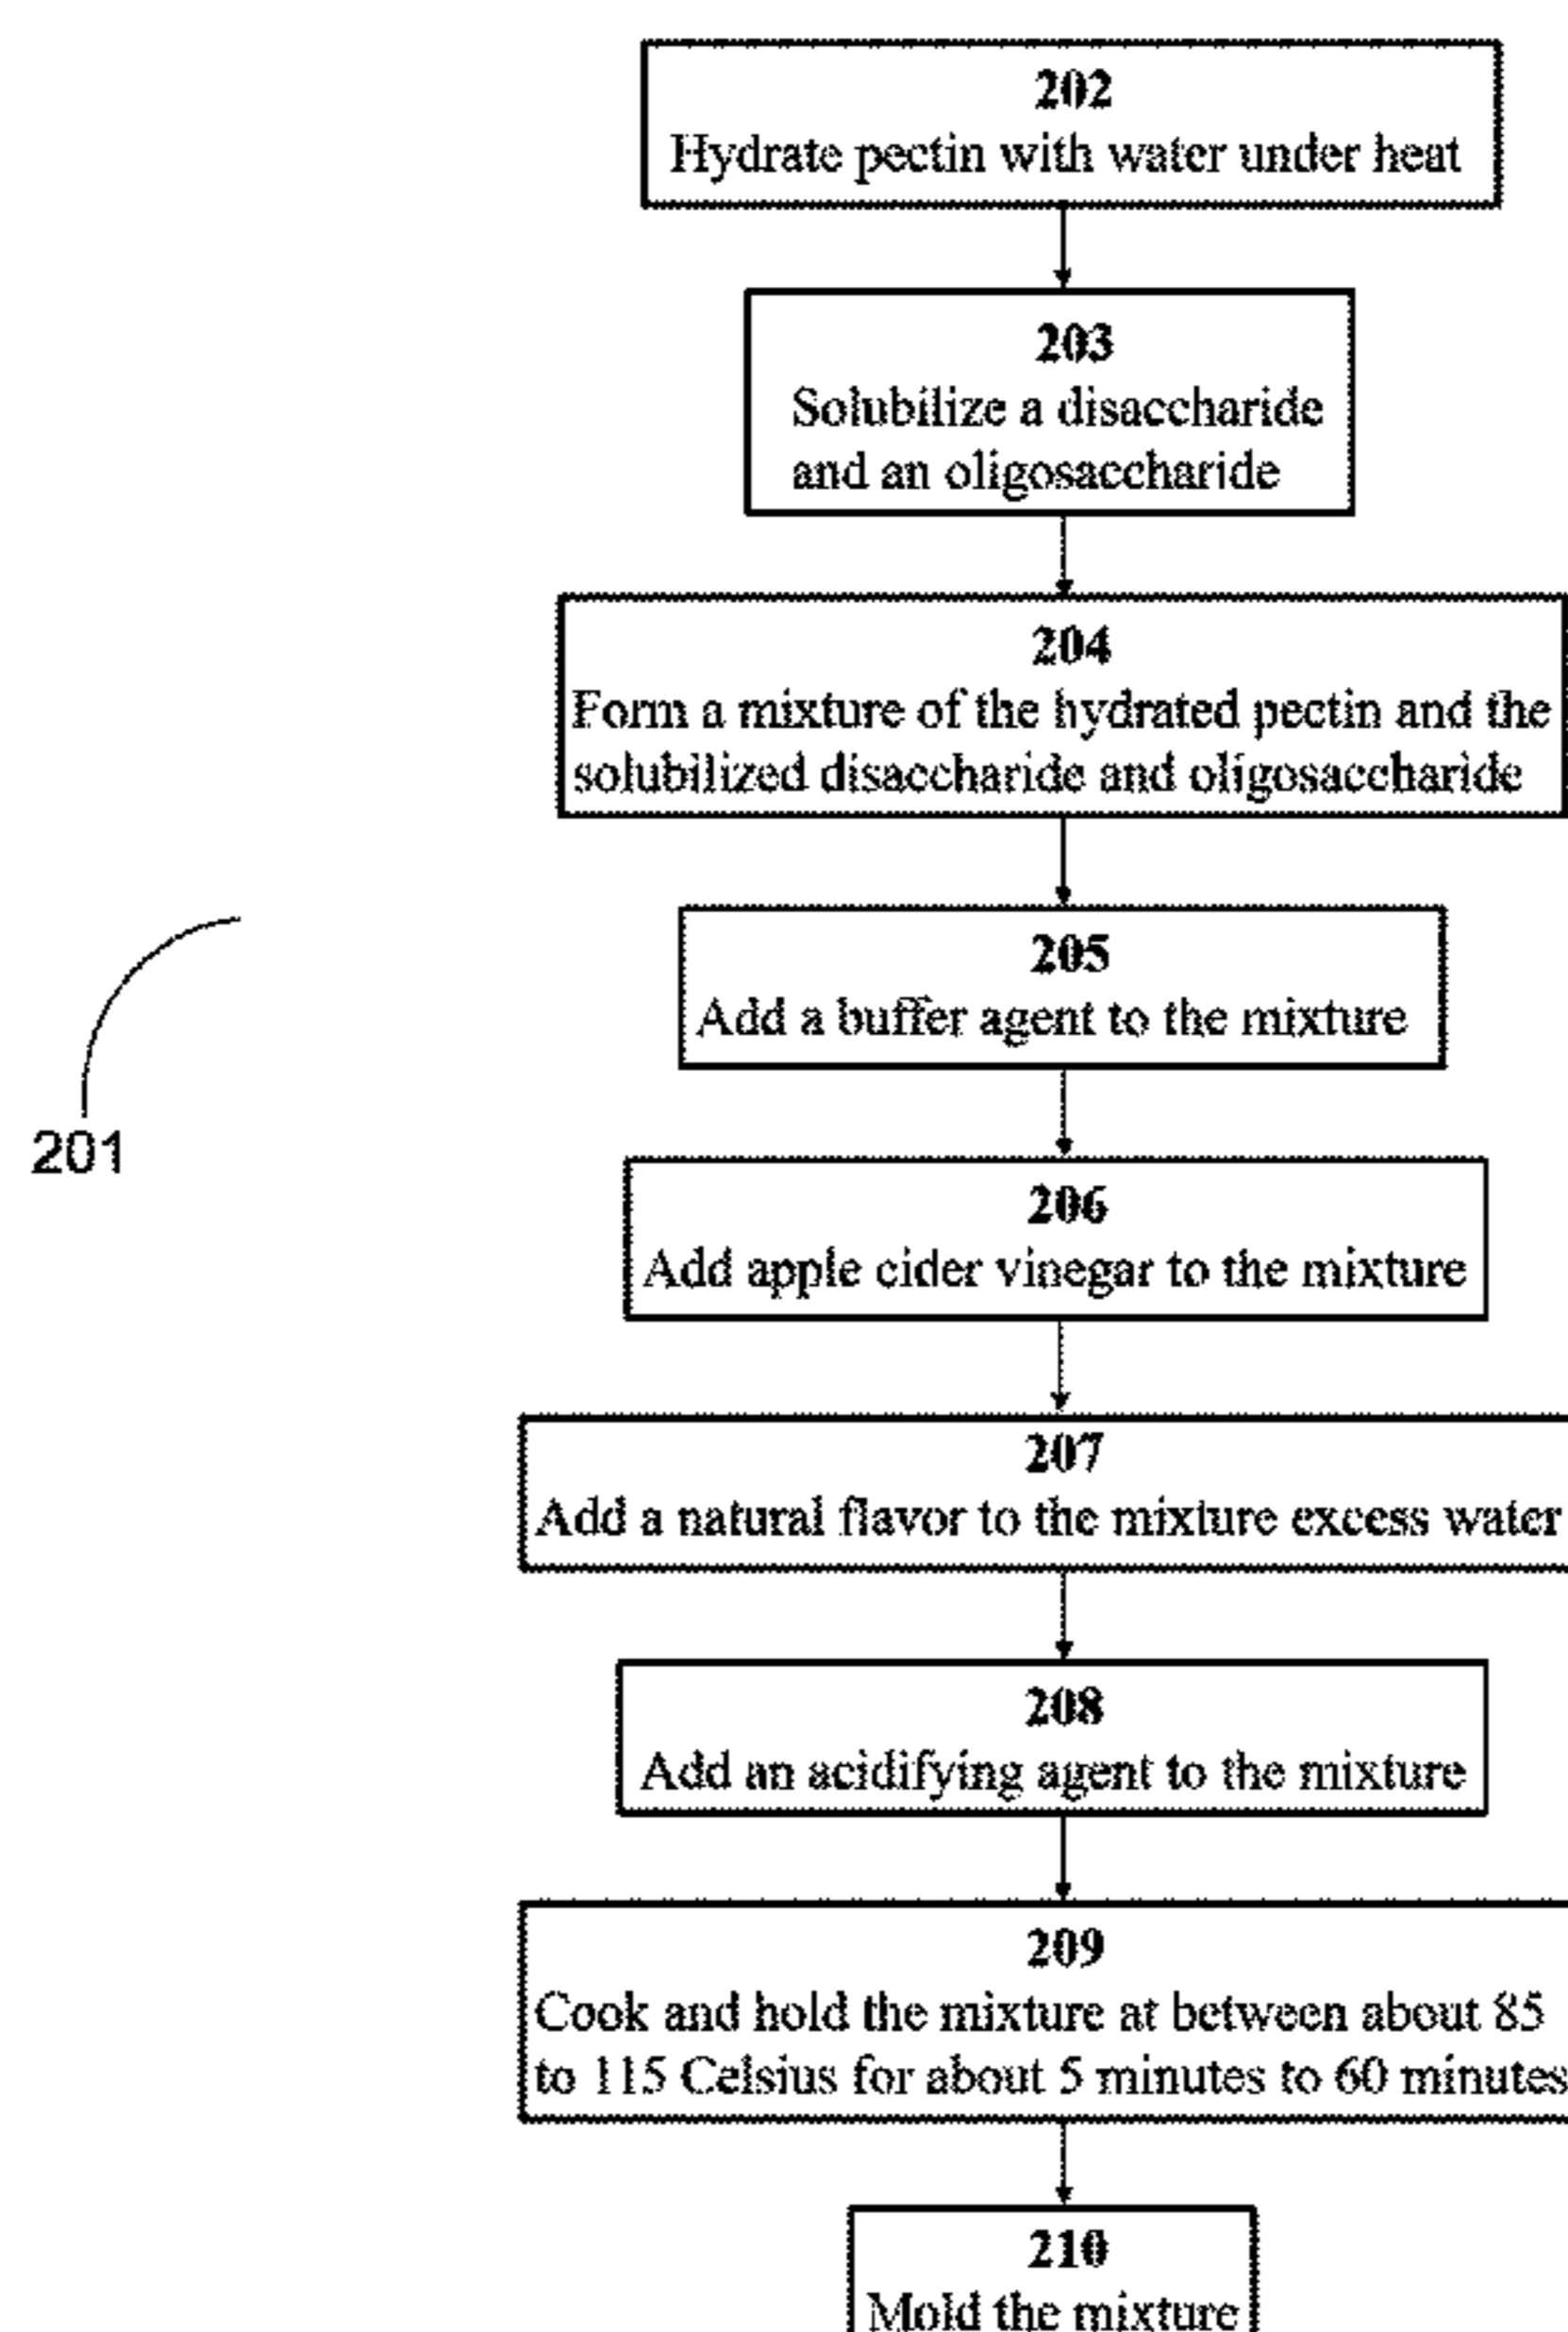 202
Hydrate pectin with water under heat
203
Solubilize a disaccharide
and an oligosaccharide
204
Form a mixture of the hydrated pectin and the
solubilized disaccharide and oligosaccharide
205
Add a buffer agent to the mixture
201
206
Add apple cider vinegar to the mixture
207
Add a natural flavor to the mixture excess water
208
Add an acidifying agent to the mixture
209
Cook and hold the mixture at between about 85
to 115 Celsius for about 5 minutes to 60 minutes
210
Mold the mixture